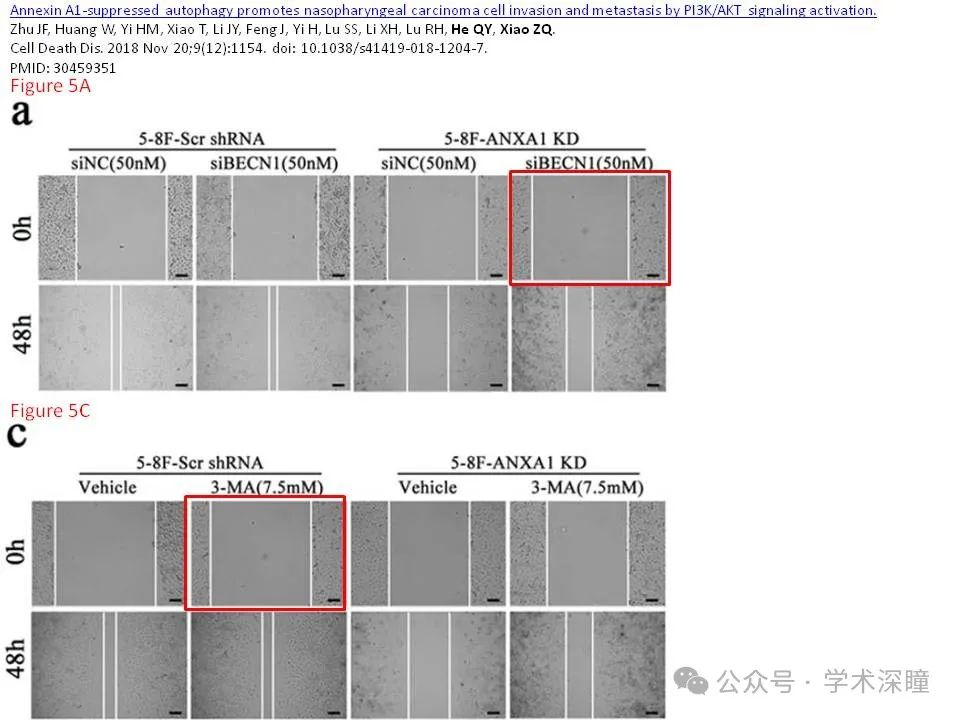 Annexin A1-suppressed autophagy promotes nasopharyngeal carcinoma cell invasion and metastasis by PI3K/AKT signaling activation.
Zhu JF, Huang W, Yi HM, Xiao T, Li JY, Feng J, Yi H, Lu SS, Li XH, Lu RH, He QY, Xiao ZQ.
Cell Death Dis. 2018 Nov 20;9(12):1154. doi: 10.1038/s41419-018-1204-7.
PMID: 30459351
Figure 5A
a
5-8F-Scr shRNA 5-8F-ANXA1 KD
siNC(50nM) siBECN1(50nM) siNC(50nM) siBECN1(50nM)
0h
48h
Figure 5C
c
5-8F-Scr shRNA 5-8F-ANXA1 KD
Vehicle 3-MA(7.5mM) Vehicle 3-MA(7.5mM)
0h
48h
公众号 · 学术深瞳